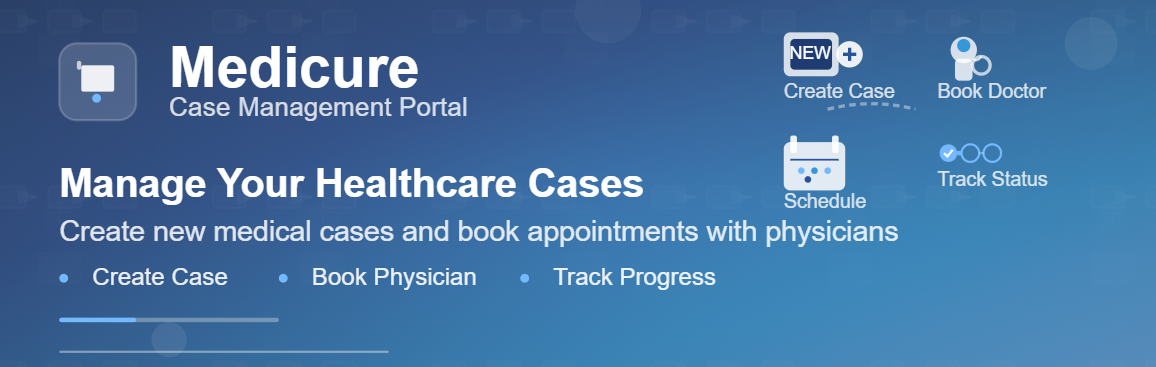 Medicure
Case Management Portal
Manage Your Healthcare Cases
Create new medical cases and book appointments with physicians
Create Case
Book Physician
Track Progress
NEW
Create Case
Book Doctor
Schedule
Track Status